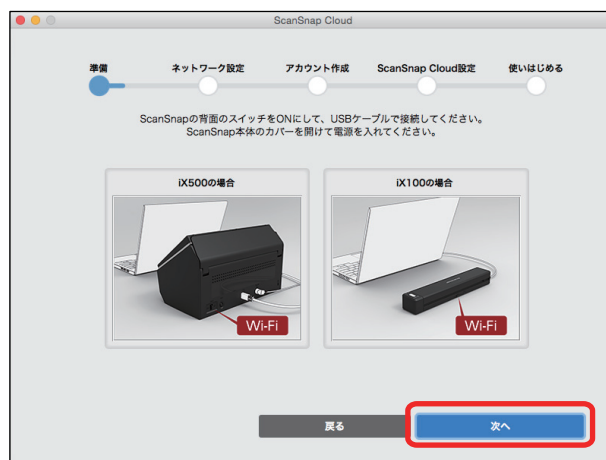 ScanSnap Cloud
準備
ネットワーク設定
アカウント作成
ScanSnap Cloud設定
使いはじめる
ScanSnapの背面のスイッチをONにして、USBケーブルで接続してください。
ScanSnap本体のカバーを開けて電源を入れてください。
iX500の場合
iX100の場合
Wi-Fi
Wi-Fi
戻る
次へ